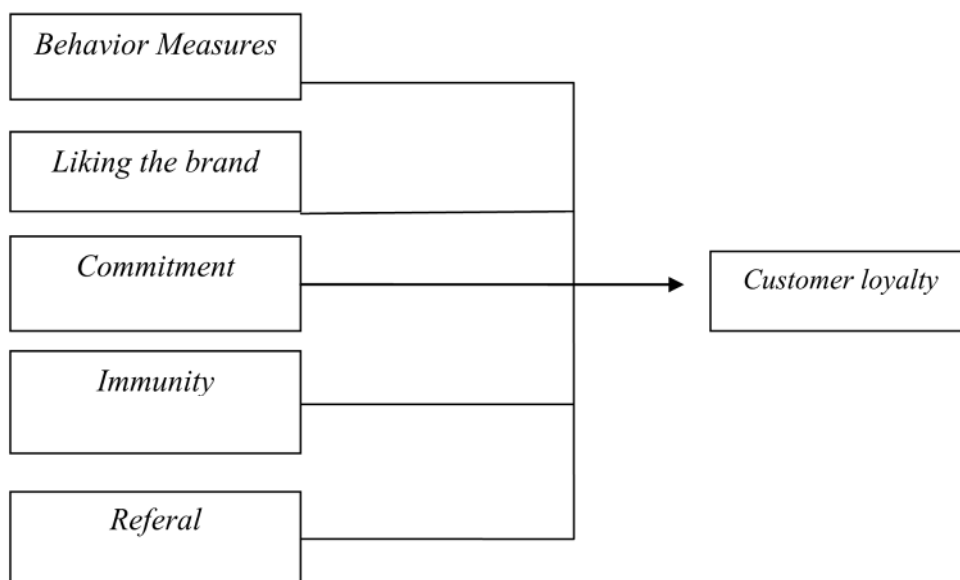 Behavior Measures
Liking the brand
Commitment
Customer loyalty
Immunity
Referal